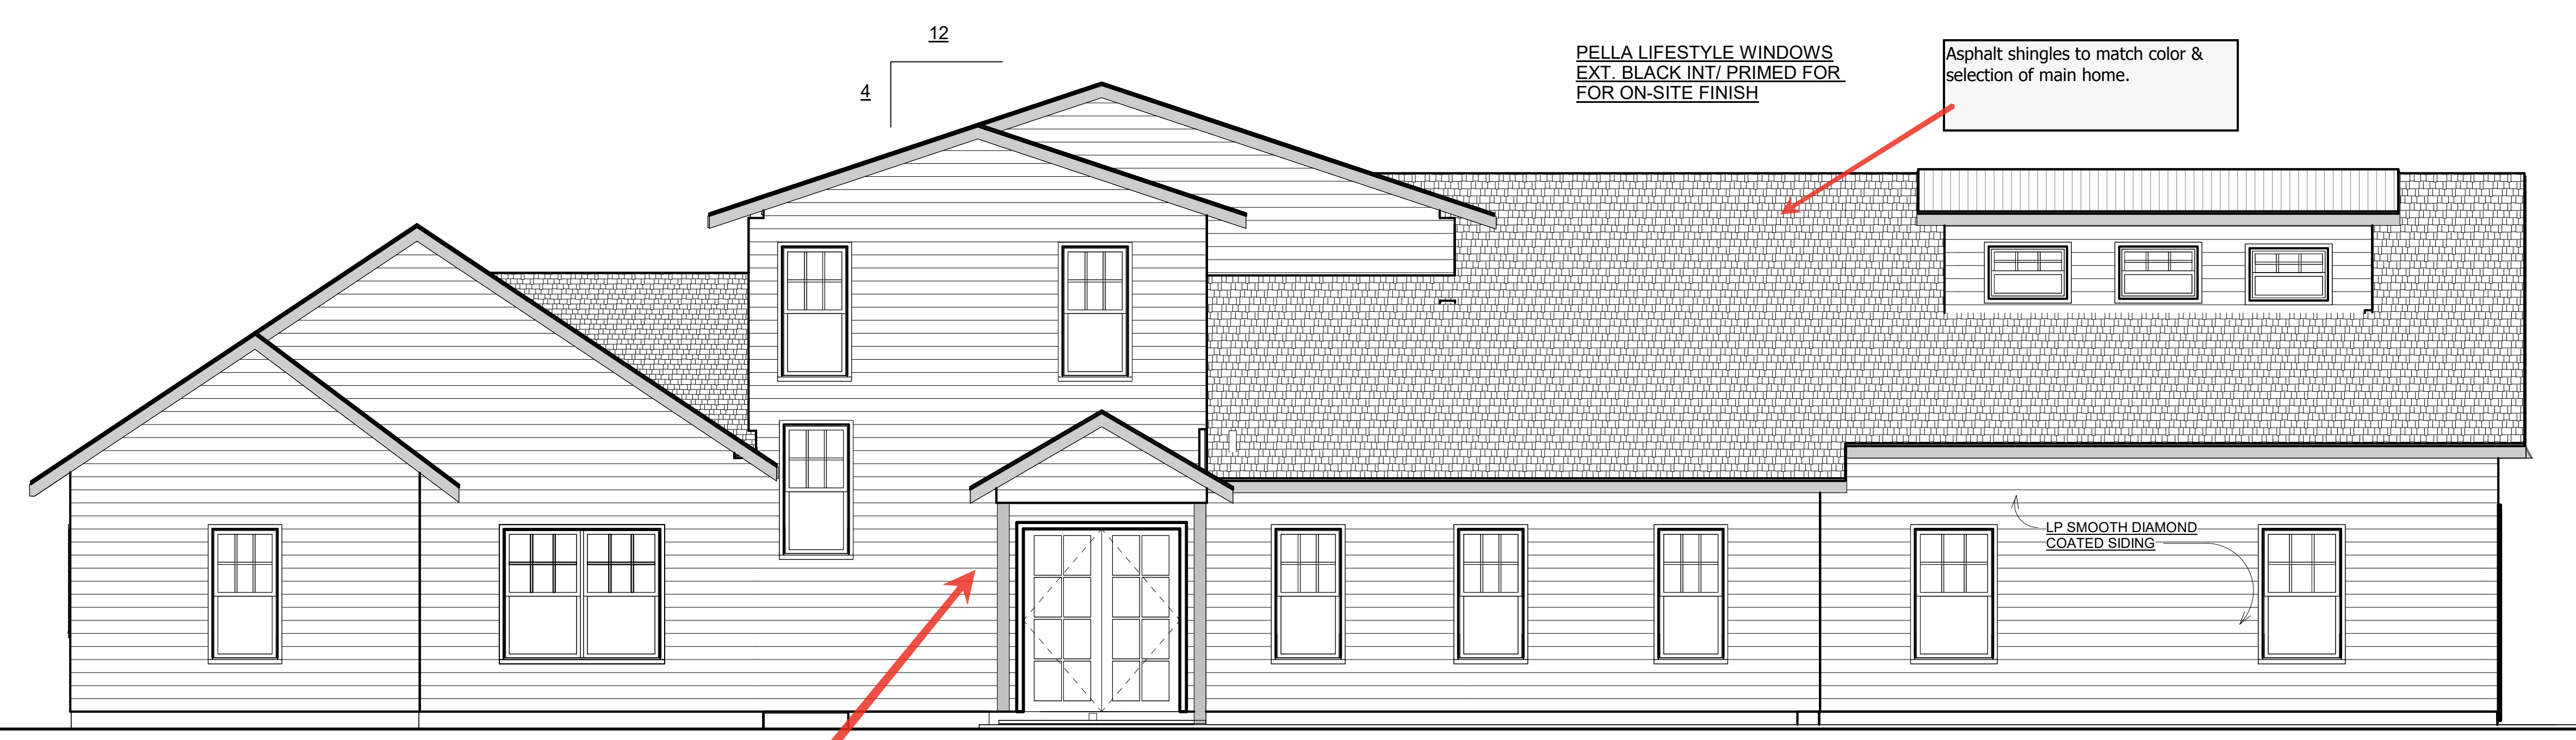 12
4
PELLA LIFESTYLE WINDOWS
EXT. BLACK INT/ PRIMED FOR
FOR ON-SITE FINISH
Asphalt shingles to match color &
selection of main home.
LP SMOOTH DIAMOND
COATED SIDING